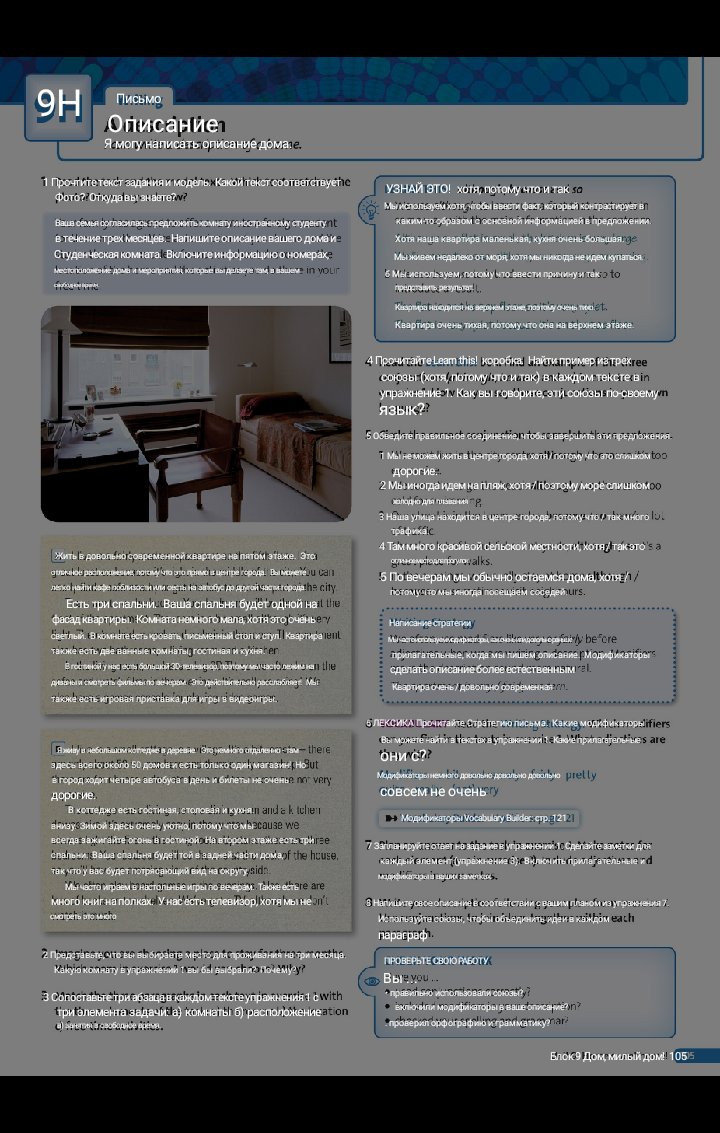 9H
Письмо
Описание
Я могу написать описание дома.
1 Прочтите текст задания и модель. Какой текст соответствует
Фото? Откуда вы знаете?
Ваша семья согласилась предложить комнату иностранному студенту
в течение трех месяцев. Напишите описание вашего дома и
Студенческая комната. Включите информацию о номерах,
местоположение дома и мероприятия, которые вы делаете там, в вашем
свободное время.
Жить в довольно современной квартире на пятом этаже. Это
отличное расположение, потому что это прямо в центре города. Вы можете
легко найти кафе поблизости или сесть на автобус до другой части города.
Есть три спальни. Ваша спальня будет одной на
фасад квартиры. Комната немного мала, хотя это очень
светлый. В комнате есть кровать, письменный стол и стул. Квартира
также есть две ванные комнаты, гостиная и кухня.
В гостиной у нас есть большой 3D-телевизор, поэтому мы часто лежим на
диваны и смотреть фильмы по вечерам. Это действительно расслабляет. Мы
также есть игровая приставка для игры в видеоигры.
Я живу в небольшом коттедже в деревне. Это немного отдаленно - там
здесь всего около 50 домов и есть только один магазин. Но
в город ходит четыре автобуса в день и билеты не очень
дорогие.
В коттедже есть гостиная, столовая и кухня
внизу. Зимой здесь очень уютно, потому что мы
всегда зажигайте огонь в гостиной. На втором этаже есть три
спальни. Ваша спальня будет той в задней части дома,
так что у вас будет потрясающий вид на округу.
Мы часто играем в настольные игры по вечерам. Также есть
много книг на полках. У нас есть телевизор, хотя мы не
смотреть это много
2 Представьте, что вы выбираете место для проживания на три месяца.
Какую комнату в упражнении 1 вы бы выбрали? Почему?
3 Сопоставьте три абзаца в каждом тексте упражнения 1 с
три элемента задачи: а) комнаты б) расположение
в) занятия в свободное время.
УЗНАЙ ЭТО! хотя, потому что и так
Мы используем хотя, чтобы ввести факт, который контрастирует в
каким-то образом с основной информацией в предложении.
Хотя наша квартира маленькая, кухня очень большая.
Мы живем недалеко от моря, хотя мы никогда не идем купаться.
б Мы используем, потому что ввести причину и так
представить результат.
Квартира находится на верхнем этаже, поэтому очень тихо.
Квартира очень тихая, потому что она на верхнем этаже.
4 Прочитайте Learn this! коробка. Найти пример из трех
союзы (хотя, потому что и так) в каждом тексте в
упражнение 1. Как вы говорите, эти союзы по-своему
язык?
5 Обведите правильное соединение, чтобы завершить эти предложения.
1 Мы не можем жить в центре города, хотя / потому что это слишком
дорогие.
2 Мы иногда идем на пляж, хотя / поэтому море слишком
холодно для плавания
3 Наша улица находится в центре города, потому что / так много
трафика.
4 Там много красивой сельской местности, хотя / так это
5 По вечерам мы обычно остаемся дома, хотя /
потому что мы иногда посещаем соседей.
Написание стратегии
прилагательные, когда мы пишем описание. Модификаторы
сделать описание более естественным
Квартира очень / довольно современная
6 ЛЕКСИКА Прочитайте Стратегию письма. Какие модификаторы
Вы можете найти в текстах в упражнении 1. Какие прилагательные
они с?
Модификаторы немного довольно довольно довольно pretty
совсем не очень
Модификаторы Vocabulary Builder: стр. 121
7 Запланируйте ответ на задание в упражнении 1. Сделайте заметки для
каждый элемент (упражнение 3). Включить прилагательные и
модификаторы в ваших заметках.
8 Напишите свое описание в соответствии с вашим планом из упражнения 7.
Используйте союзы, чтобы объединить идеи в каждом
параграф
ПРОВЕРЬТЕ СВОЮ РАБОТУ
Вы ...
• правильно использовали союзы?
• включили модификаторы в ваше описание?
проверил орфографию и грамматику?
Блок 9 Дом, милый дом! 105